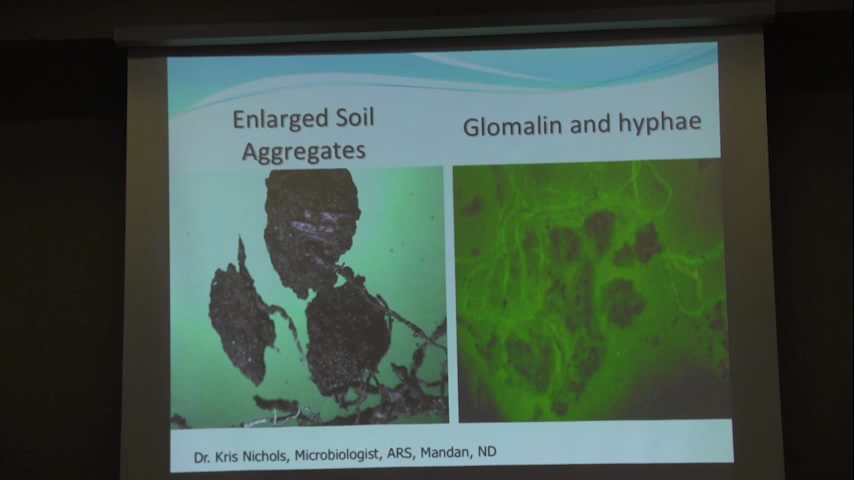 Enlarged Soil
Aggregates
Glomalin and hyphae
Dr. Kris Nichols, Microbiologist, ARS, Mandan, ND